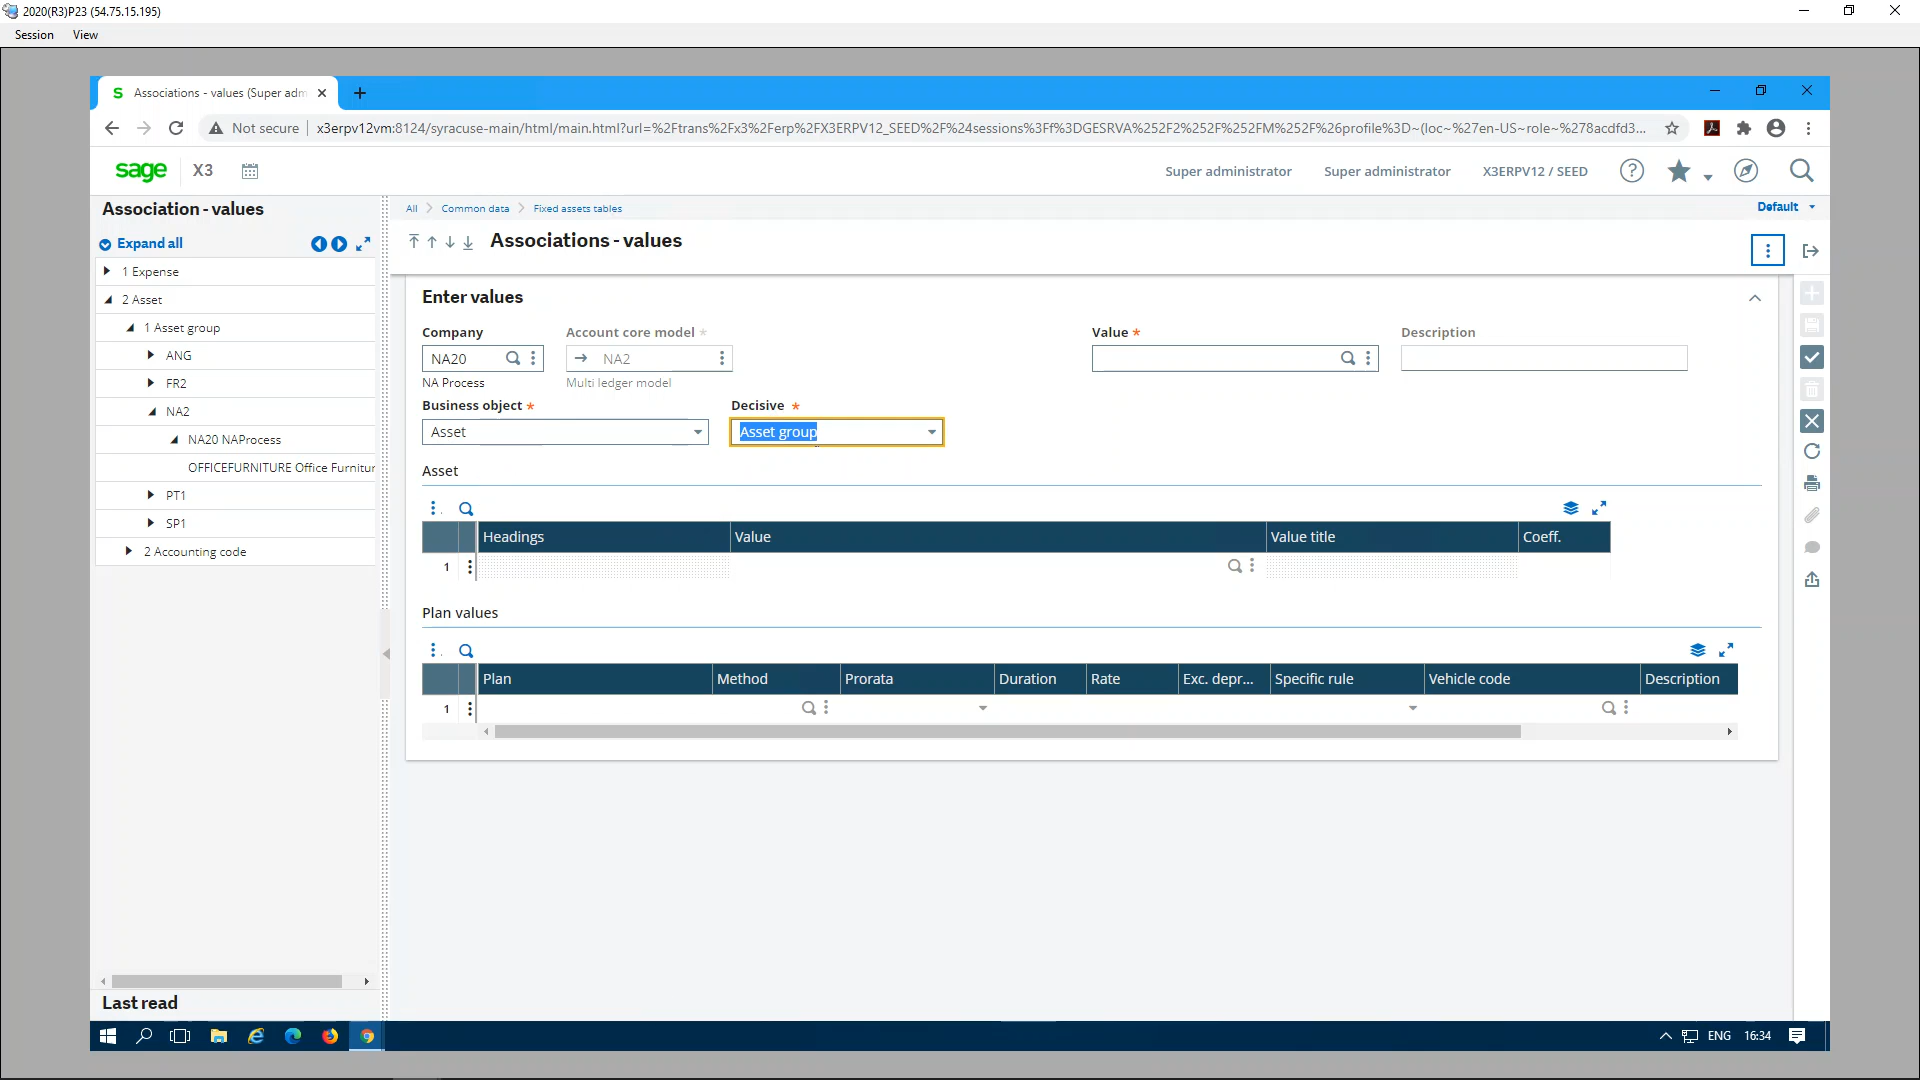 2020(R3)P23 (54.75.15.195)
Session View
Associations - values (Super adm
Not secure x3erpv12vm:8124/syracuse-main/html/main.html?url=%2Ftrans%2Fx3%2Ferp%2FX3ERPV12_SEED%2F%24sessions%3Ff%3DGESRVA%252F2%252F%252FM%252F%26profile%3D~(loc~%27en-US~role~%278acdfd3...
sage X3
Super administrator Super administrator X3ERPV12 / SEED
Association - values
All Common data Fixed assets tables Default
Expand all
Associations - values
1 Expense
2 Asset
1 Asset group
ANG
FR2
NA2
NA20 NAProcess
OFFICEFURNITURE Office Furnitur
PT1
SP1
2 Accounting code
Enter values
Company Account core model * Value * Description
NA20 NA2
NA Process Multi ledger model
Business object * Decisive *
Asset Asset group
Asset
Headings Value Value title Coeff.
1
Plan values
Plan Method Prorata Duration Rate Exc. depr... Specific rule Vehicle code Description
1
Last read
ENG 16:34